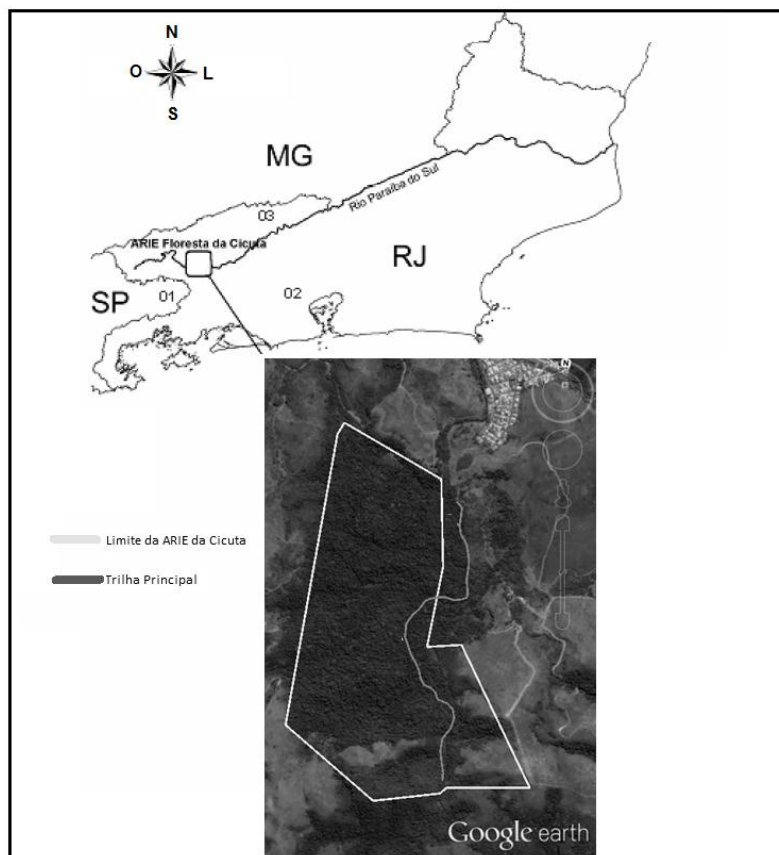 N
O L
S
MG
Rio Paraíba do Sul
03
ARIE Floresta da Cicuta
RJ
SP
01
02
N
Limite da ARIE da Cicuta
Trilha Principal
Google earth